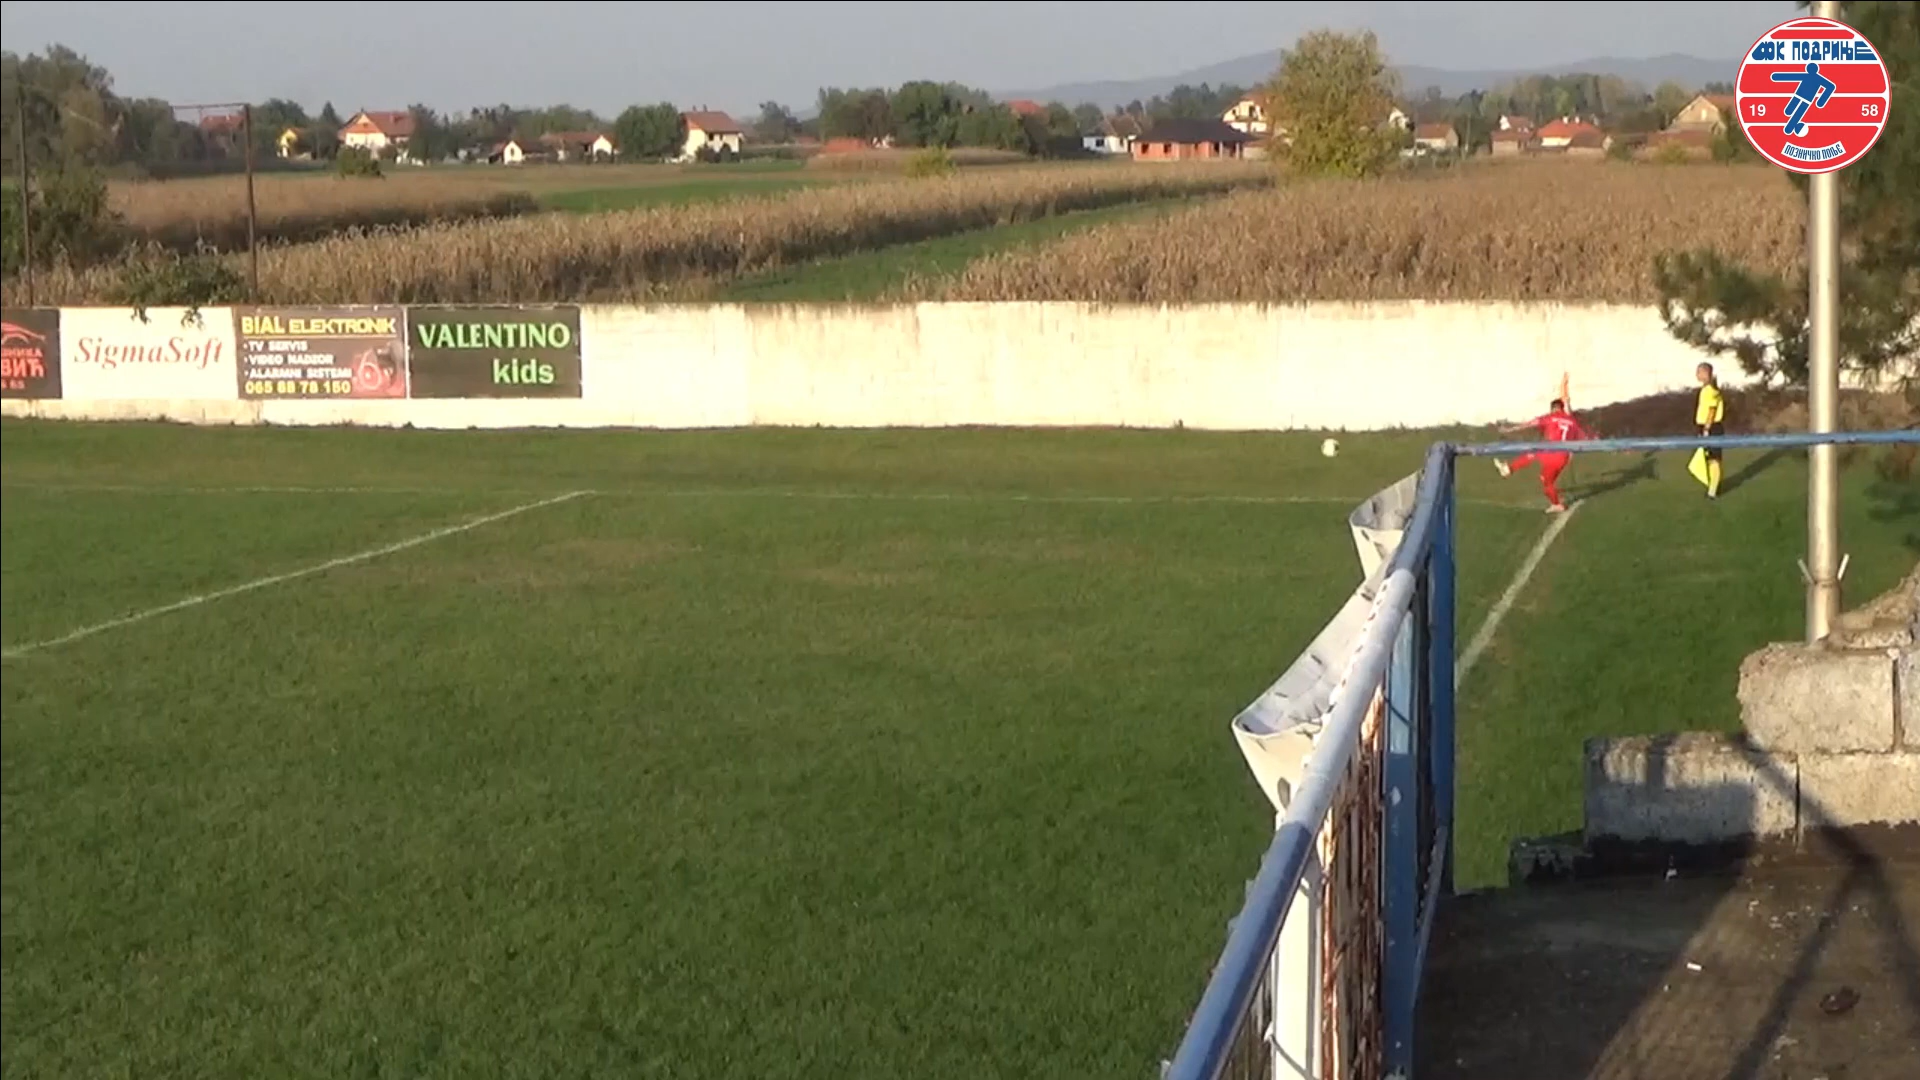 ВИЋ
SigmaSoft
BIAL ELEKTRONIK
•TV SERVIS
•VIDEO NADZOR
•ALARMNI SISTEMI
065 68 78 150
VALENTINO
kids
7
ФК ПОДРИЊЕ
19 58
ЛОЗНИЧКО ПОЉЕ